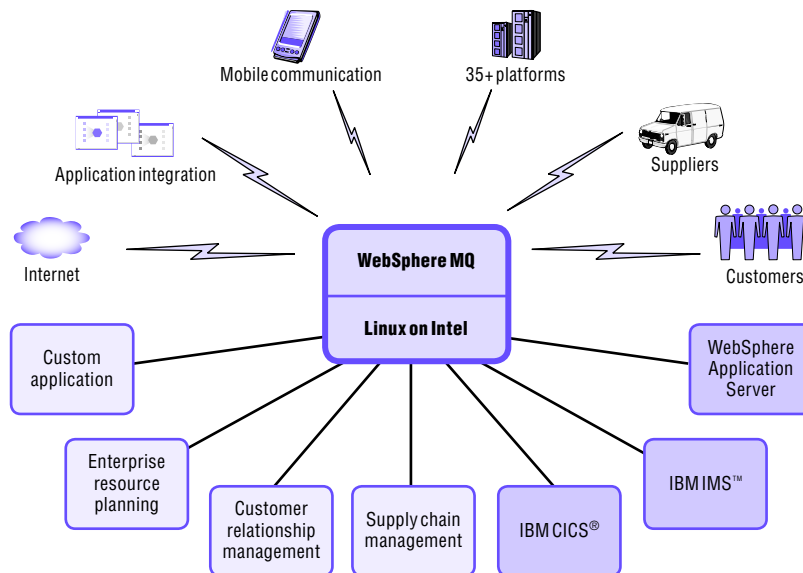 Mobile communication
35+ platforms
Application integration
Suppliers
Internet
Customers
WebSphere MQ
Linux on Intel
Custom
application
WebSphere
Application
Server
Enterprise
resource
planning
IBM IMS™
Customer
relationship
management
Supply chain
management
IBM CICS®